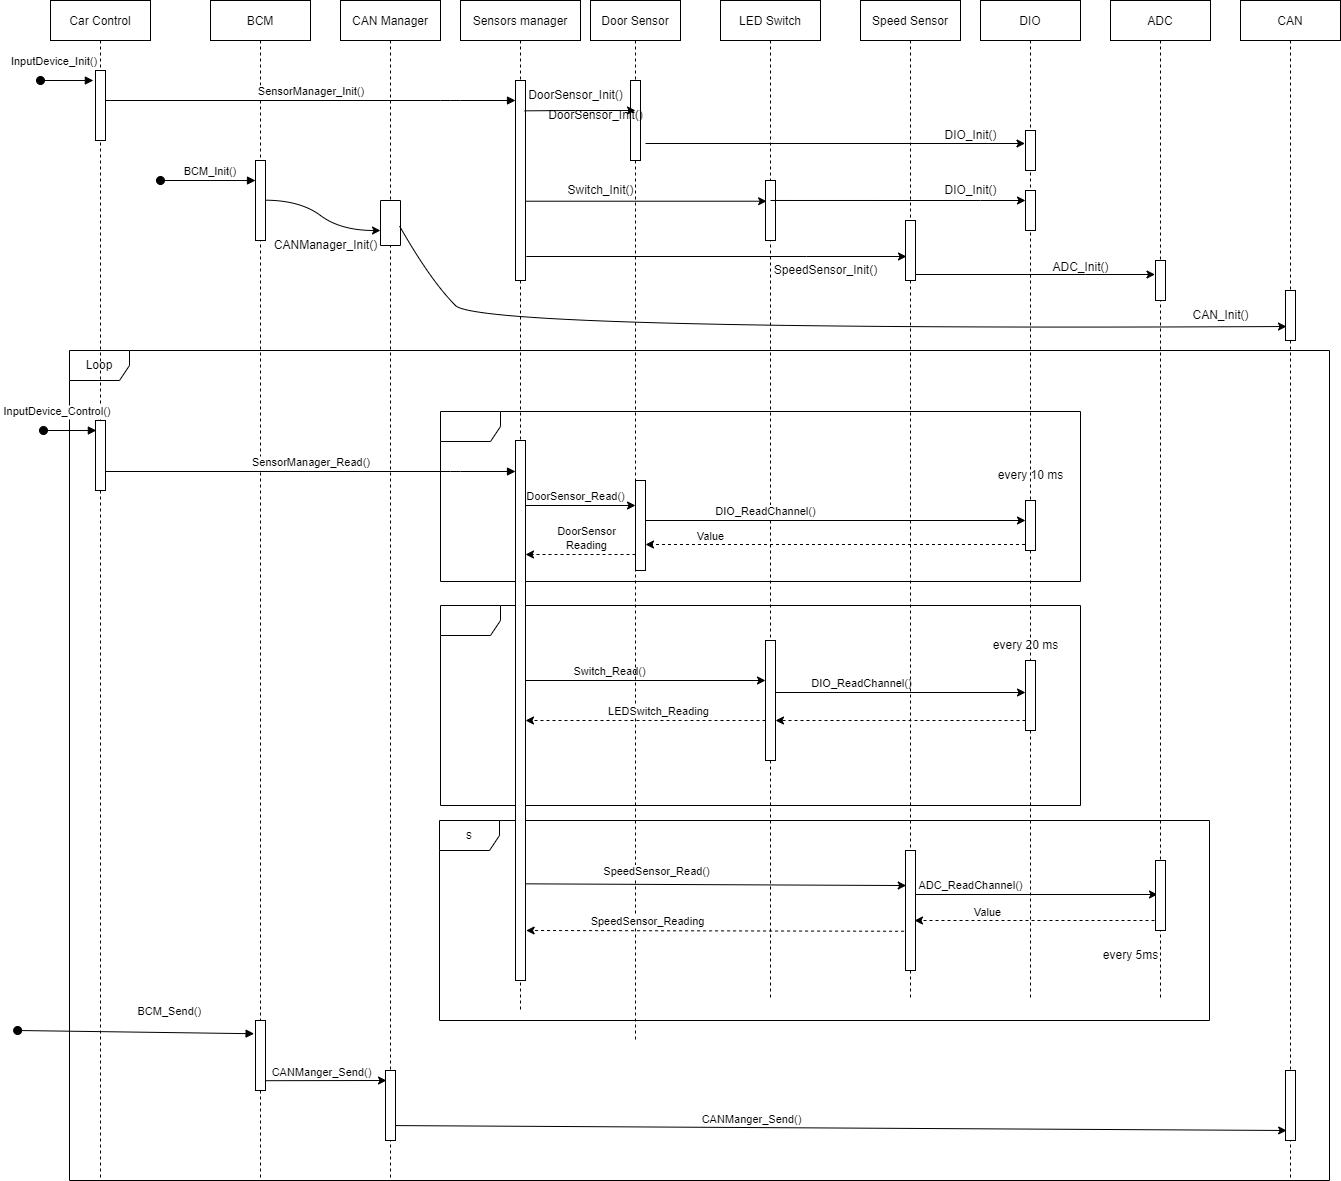 Car Control
BCM
CAN Manager
Sensors manager
Door Sensor
LED Switch
Speed Sensor
DIO
ADC
CAN
InputDevice_Init()
SensorManager_Init()
DoorSensor_Init()
DoorSensor_Init()
DIO_Init()
BCM_Init()
Switch_Init()
DIO_Init()
CANManager_Init()
SpeedSensor_Init()
ADC_Init()
CAN_Init()
Loop
InputDevice_Control()
SensorManager_Read()
every 10 ms
DoorSensor_Read()
DIO_ReadChannel()
DoorSensor
Reading
Value
every 20 ms
Switch_Read()
DIO_ReadChannel()
LEDSwitch_Reading
s
SpeedSensor_Read()
ADC_ReadChannel()
Value
SpeedSensor_Reading
every 5ms
BCM_Send()
CANManger_Send()
CANManger_Send()